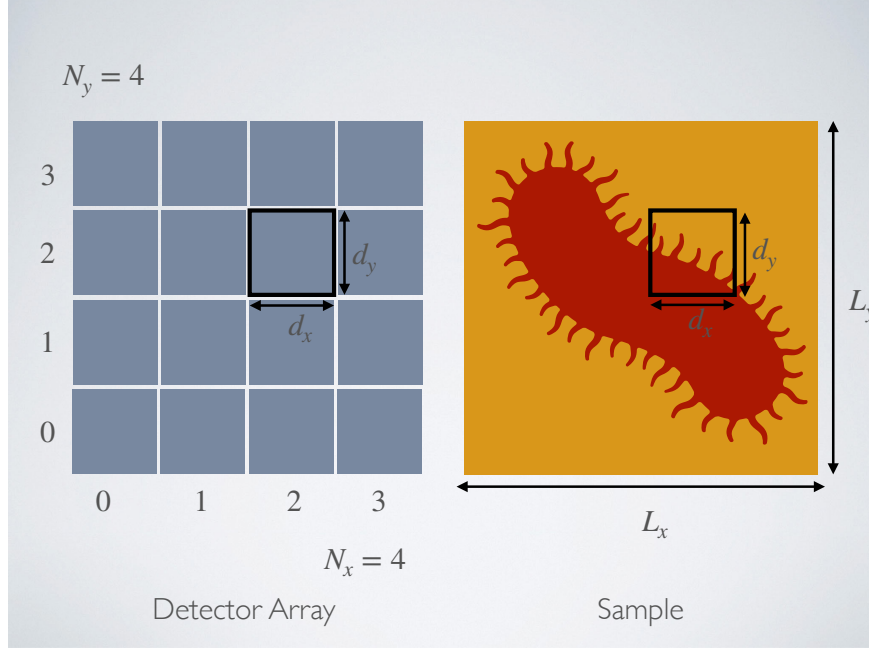 N_y = 4
3
2
1
0
d_y
d_x
0 1 2 3
N_x = 4
Detector Array
d_y
d_x
L_y
L_x
Sample